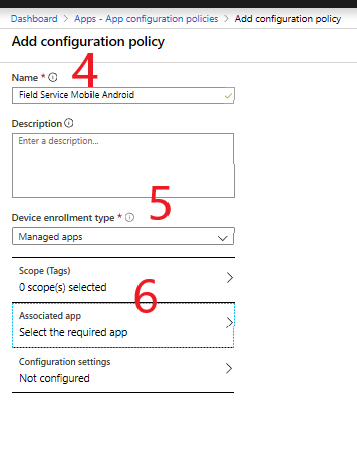 Dashboard > Apps - App configuration policies > Add configuration policy
Add configuration policy
4
Name *
Field Service Mobile Android
Description
Enter a description...
5
Device enrollment type *
Managed apps
6
Scope (Tags)
0 scope(s) selected
Associated app
Select the required app
Configuration settings
Not configured